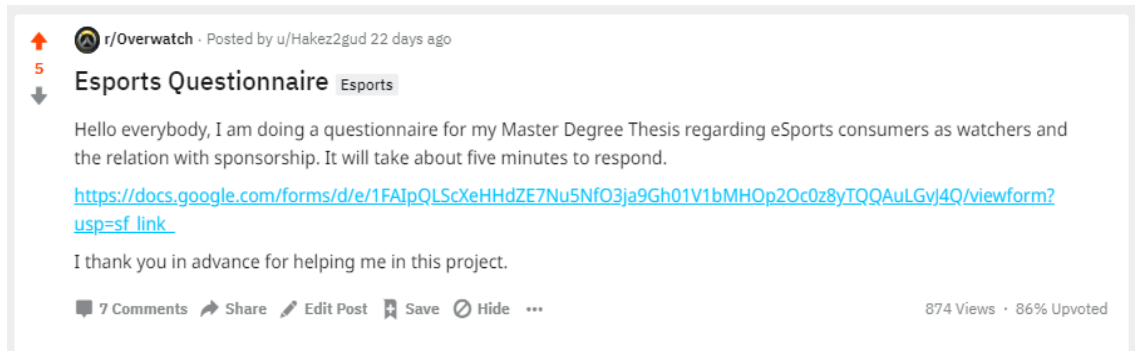 r/Overwatch · Posted by u/Hakez2gud 22 days ago
5
Esports Questionnaire Esports
Hello everybody, I am doing a questionnaire for my Master Degree Thesis regarding eSports consumers as watchers and
the relation with sponsorship. It will take about five minutes to respond.
https://docs.google.com/forms/d/e/1FAIpQLScXeHHdZE7Nu5NfO3ja9Gh01V1bMHOp2Oc0z8yTQQAuLGvJ4Q/viewform?
usp=sf_link
I thank you in advance for helping me in this project.
7 Comments Share Edit Post Save Hide ··· 874 Views · 86% Upvoted